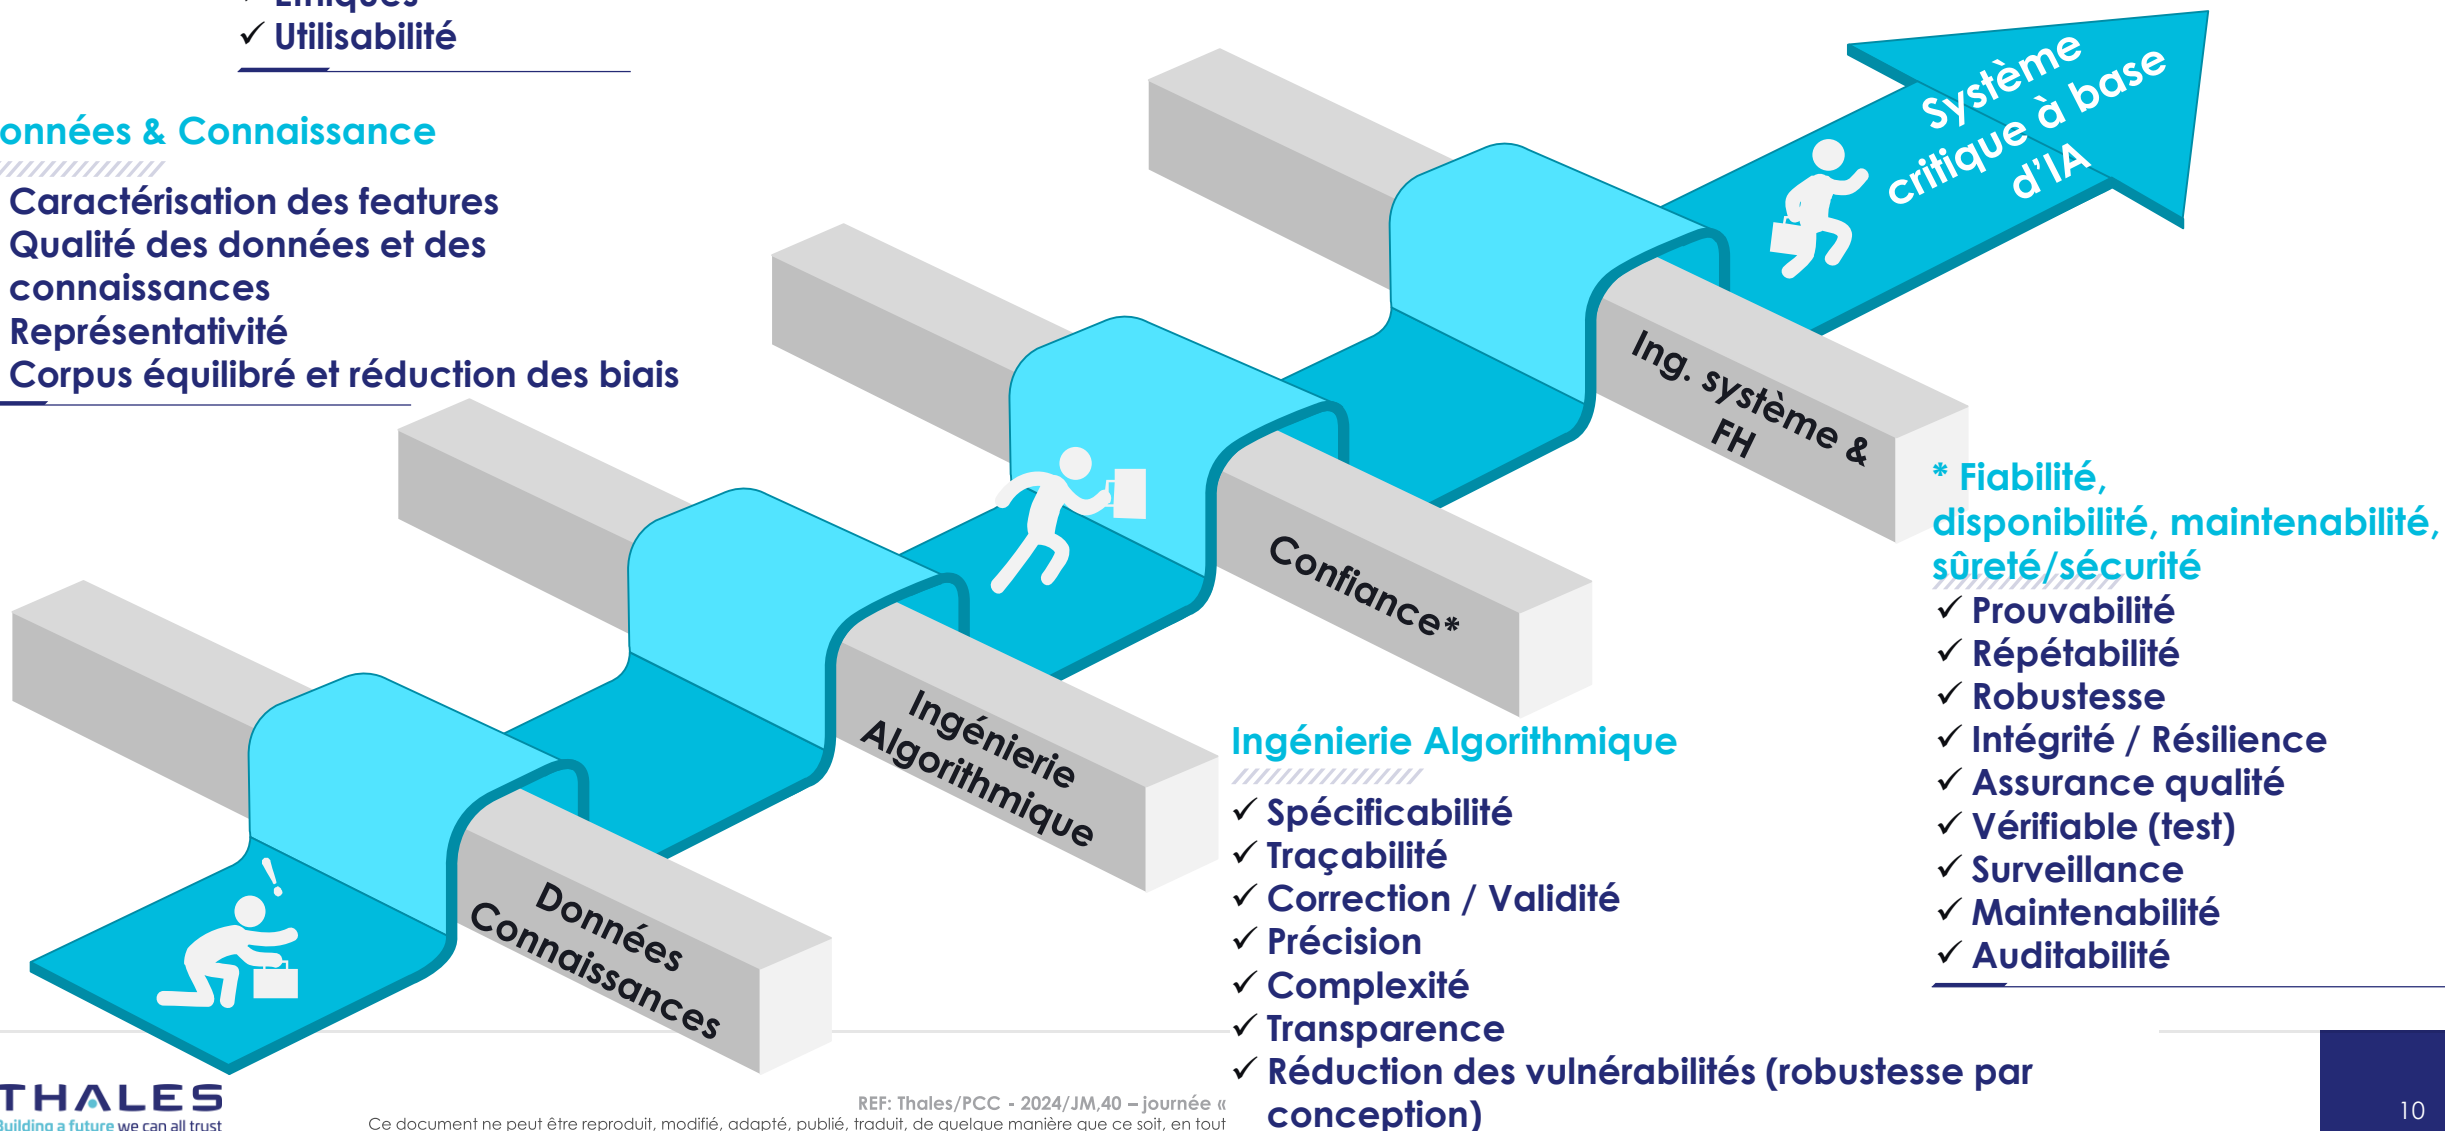 Éthiques
✓ Utilisabilité
onnées & Connaissance
Caractérisation des features
Qualité des données et des
connaissances
Représentativité
Corpus équilibré et réduction des biais
Système
critique à base
d'IA
Ing. système &
FH
Confiance*
Ingénierie
Algorithmique
Données
Connaissances
* Fiabilité,
disponibilité, maintenabilité,
sûreté/sécurité
✓ Prouvabilité
✓ Répétabilité
✓ Robustesse
✓ Intégrité / Résilience
✓ Assurance qualité
✓ Vérifiable (test)
✓ Surveillance
✓ Maintenabilité
✓ Auditabilité
Ingénierie Algorithmique
✓ Spécificabilité
✓ Traçabilité
✓ Correction / Validité
✓ Précision
✓ Complexité
✓ Transparence
✓ Réduction des vulnérabilités (robustesse par
conception)
THALES
Building a future we can all trust
REF: Thales/PCC - 2024/JM,40 – journée «
Ce document ne peut être reproduit, modifié, adapté, publié, traduit, de quelque manière que ce soit, en tout
10